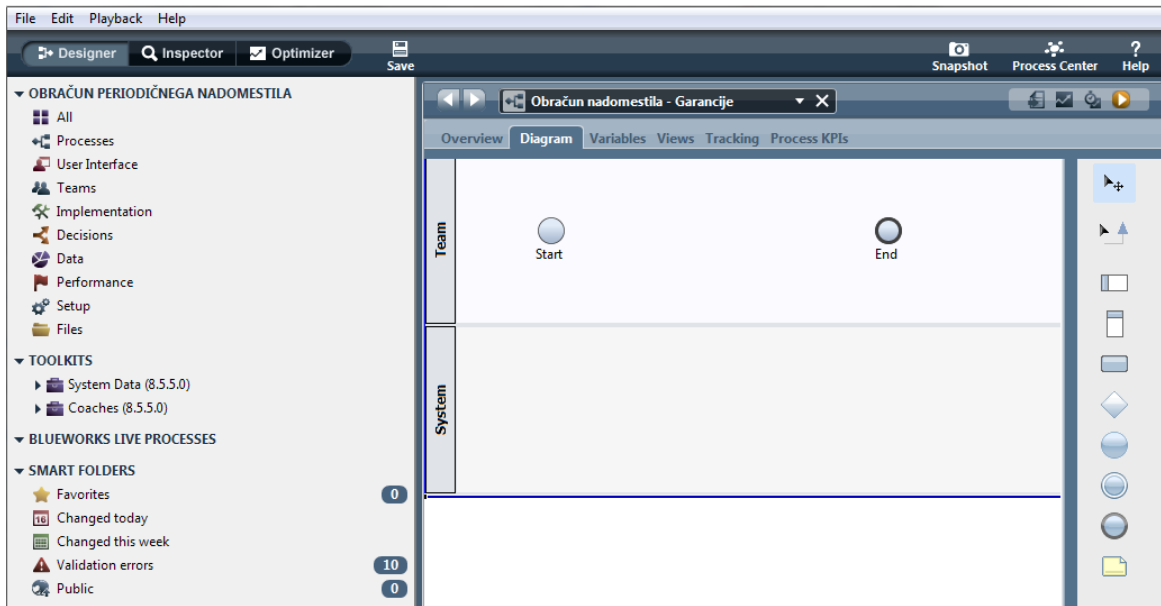 File Edit Playback Help
Designer Inspector Optimizer Save Snapshot Process Center Help
OBRAČUN PERIODIČNEGA NADOMESTILA
All
Processes
User Interface
Teams
Implementation
Decisions
Data
Performance
Setup
Files
TOOLKITS
System Data (8.5.5.0)
Coaches (8.5.5.0)
BLUEWORKS LIVE PROCESSES
SMART FOLDERS
Favorites 0
16 Changed today
Changed this week
Validation errors 10
Public 0
Obračun nadomestila - Garancije
Overview Diagram Variables Views Tracking Process KPIs
Team
Start End
System